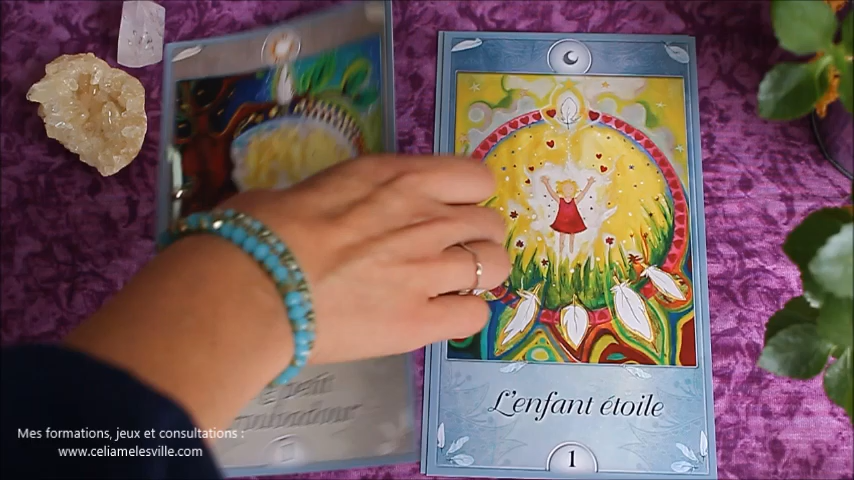 L'enfant étoile
1
Mes formations, jeux et consultations :
www.celiamelesville.com